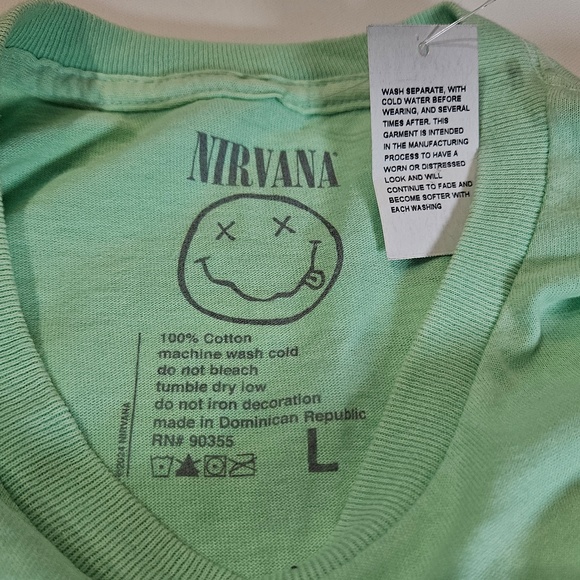 WASH SEPARATE, WITH
COLD WATER BEFORE
WEARING, AND SEVERAL
TIMES AFTER. THIS
GARMENT IS INTENDED
IN THE MANUFACTURING
PROCESS TO HAVE A
WORN OR DISTRESSED
LOOK AND WILL
CONTINUE TO FADE AND
BECOME SOFTER WITH
EACH WASHING
NIRVANA
100% Cotton
machine wash cold
do not bleach
tumble dry low
do not iron decoration
made in Dominican Republic
RN# 90355
L
©2024 NIRVANA